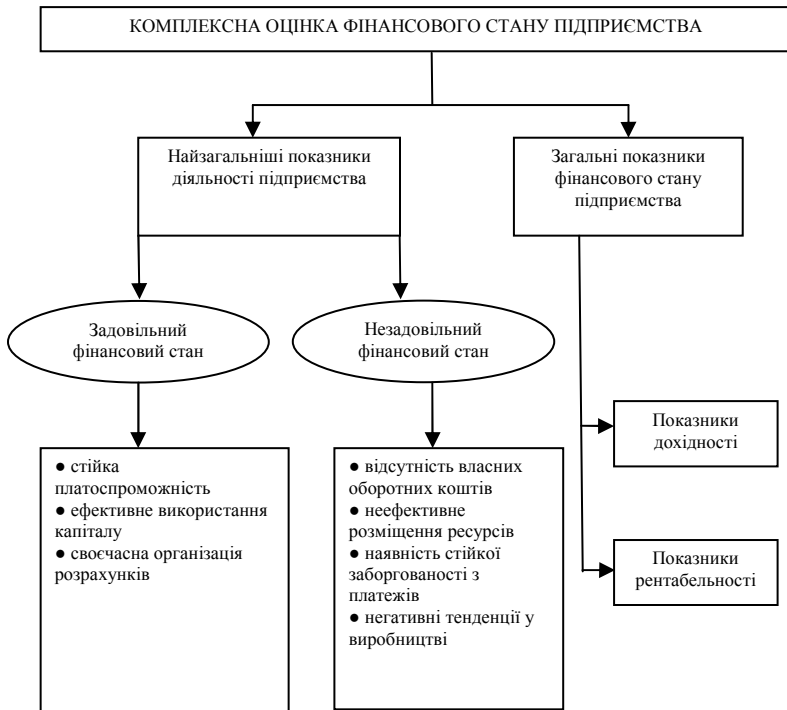 КОМПЛЕКСНА ОЦІНКА ФІНАНСОВОГО СТАНУ ПІДПРИЄМСТВА
Найзагальніші показники
діяльності підприємства
Загальні показники
фінансового стану
підприємства
Задовільний
фінансовий стан
Незадовільний
фінансовий стан
Показники
дохідності
● стійка
платоспроможність
● ефективне використання
капіталу
● своєчасна організація
розрахунків
● відсутність власних
оборотних коштів
● неефективне
розміщення ресурсів
● наявність стійкої
заборгованості з
платежів
● негативні тенденції у
виробництві
Показники
рентабельності